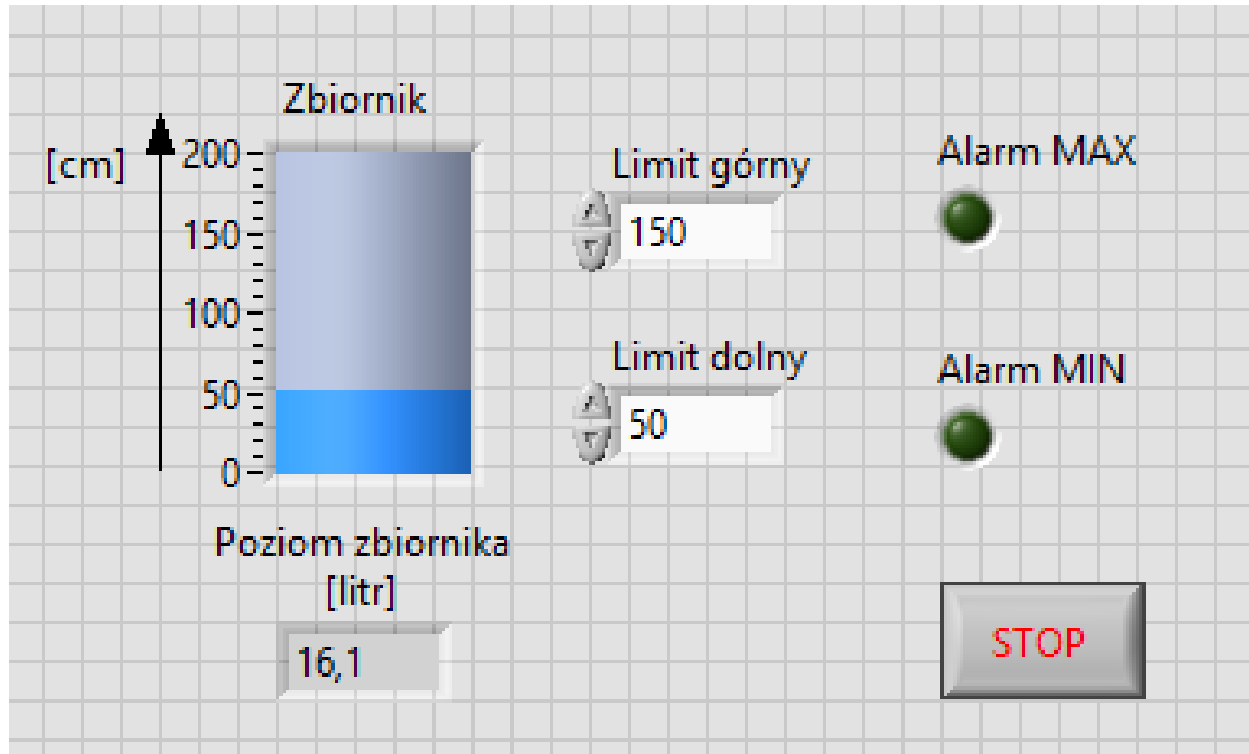 Zbiornik
[cm]
200
150
100
50
0
Poziom zbiornika
[litr]
16,1
Limit górny
150
Limit dolny
50
Alarm MAX
Alarm MIN
STOP